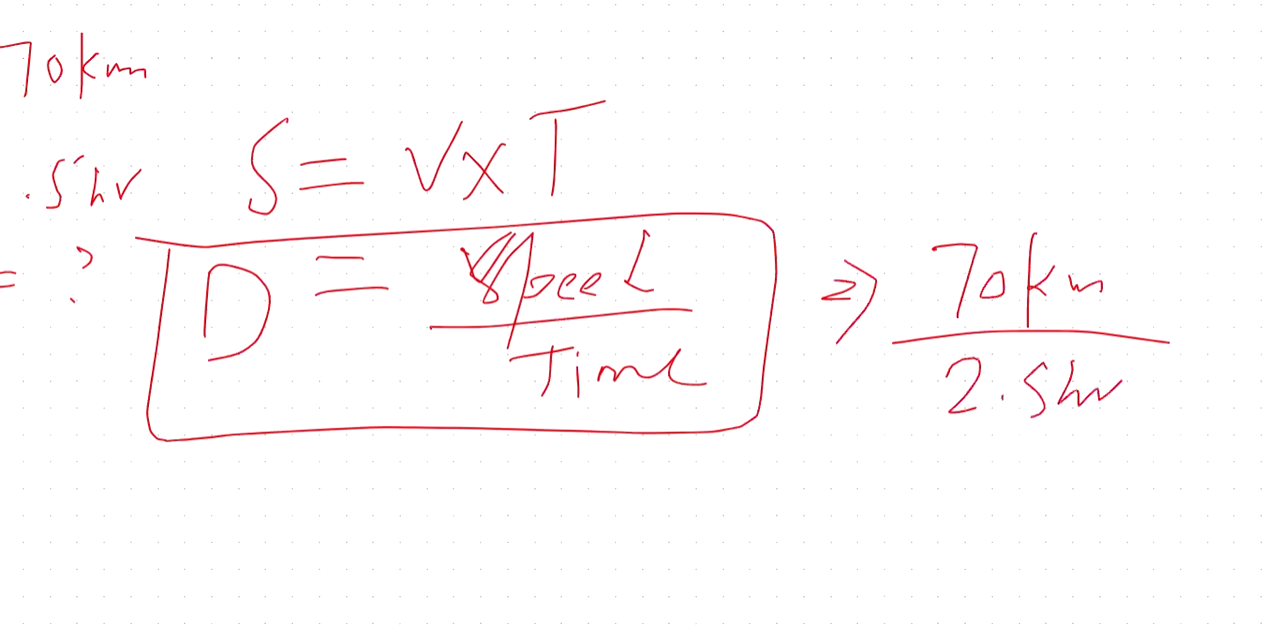 70km
.5hr
S = V x T
= ?
D = Speed / Time
⇒ 70km / 2.5hr